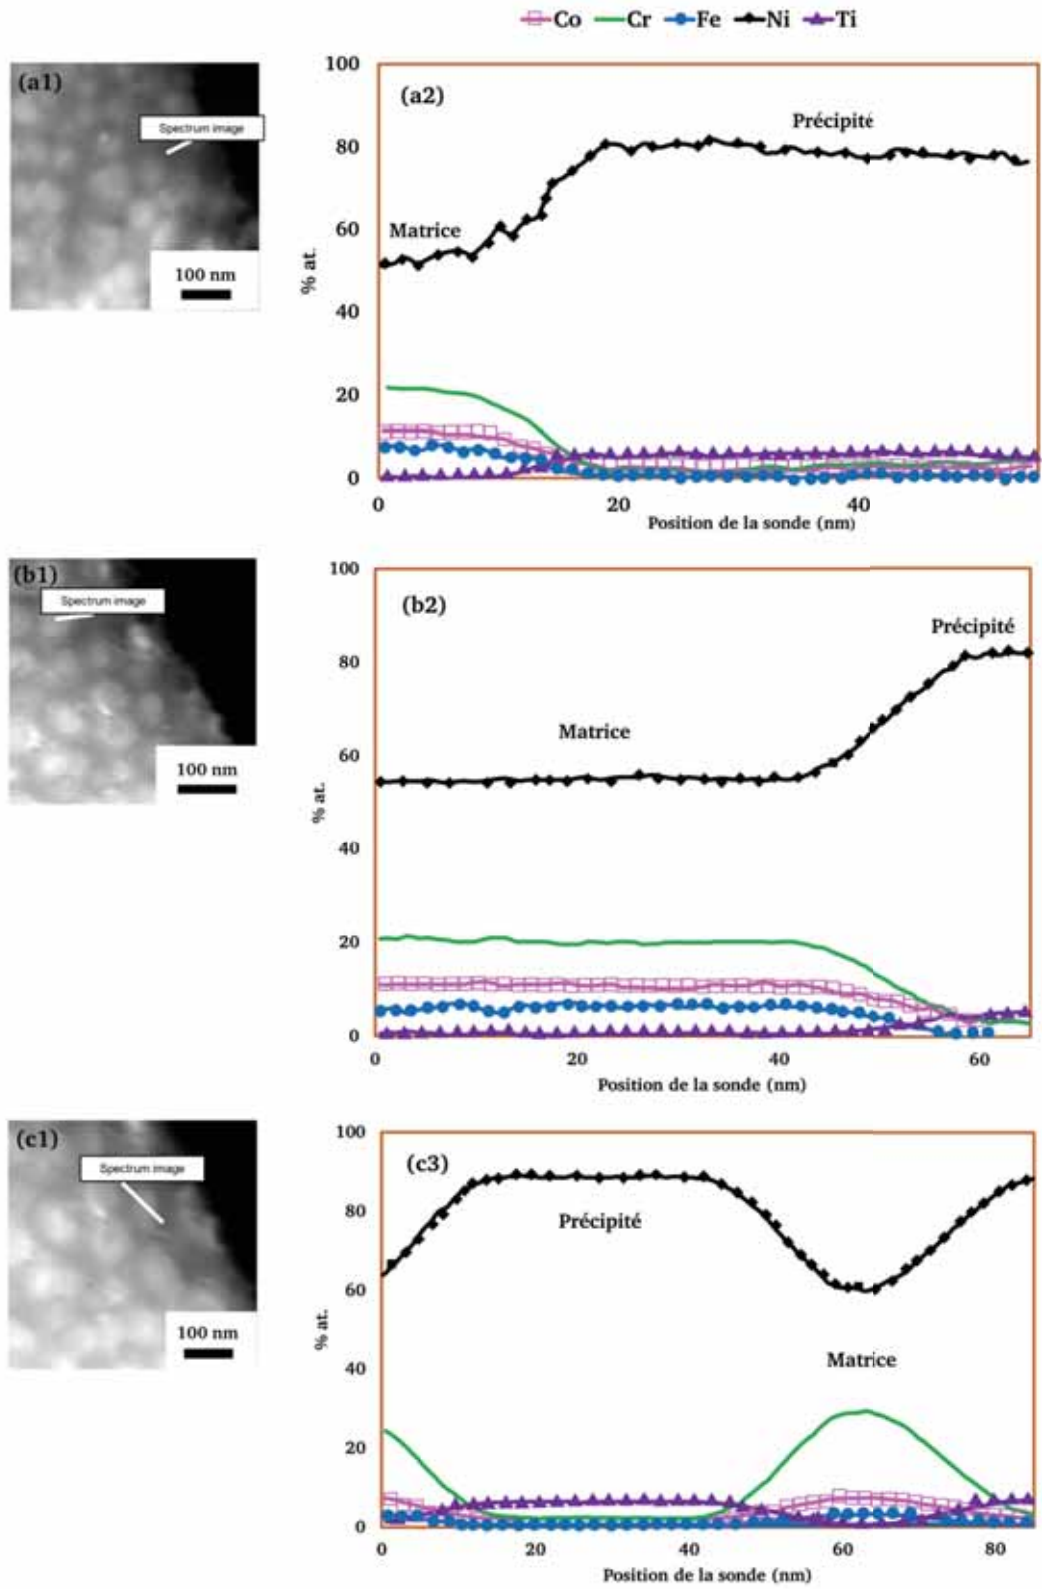 Co Cr Fe Ni Ti
(a1)
Spectrum image
100 nm
(a2)
Précipité
Matrice
% at.
100
80
60
40
20
0
0 20 40
Position de la sonde (nm)
(b1)
Spectrum image
100 nm
(b2)
Précipité
Matrice
% at.
100
80
60
40
20
0
0 20 40 60
Position de la sonde (nm)
(c1)
Spectrum image
100 nm
(c3)
Précipité
Matrice
% at.
100
80
60
40
20
0
0 20 40 60 80
Position de la sonde (nm)